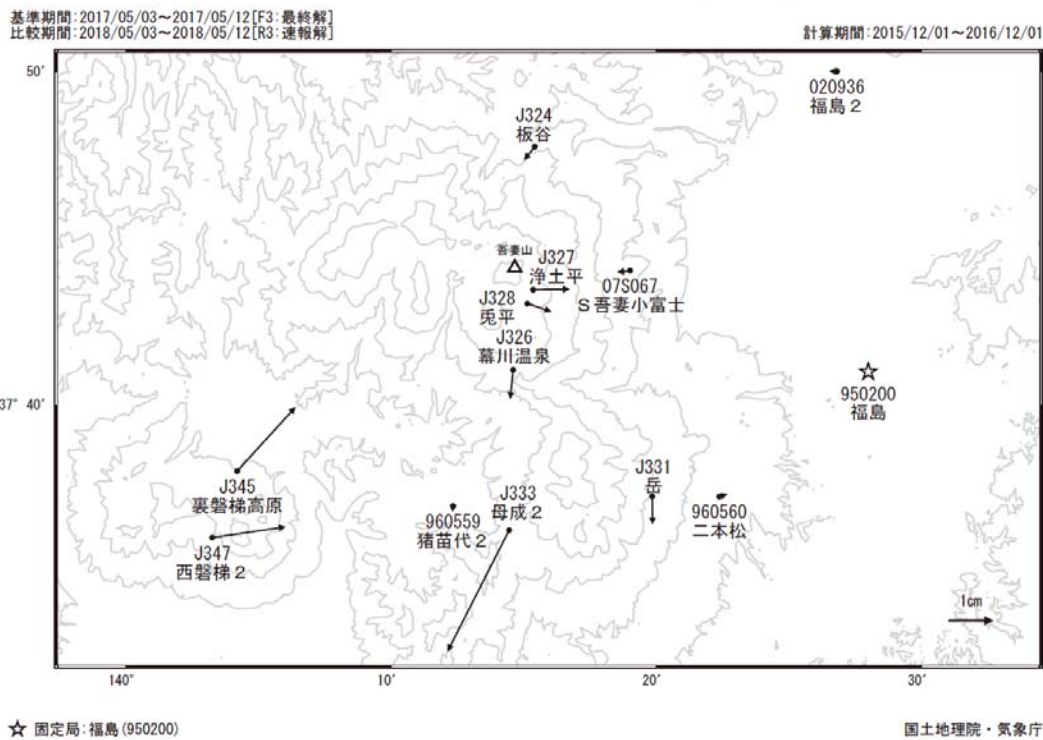 基準期間:2017/05/03~2017/05/12[F3:最終解]
比較期間:2018/05/03~2018/05/12[R3:速報解]
計算期間:2015/12/01~2016/12/01
50′
020936
福島2
J324
板谷
吾妻山
J327
浄土平
07S067
S吾妻小富士
J328
兎平
J326
幕川温泉
950200
福島
37° 40′
J345
裏磐梯高原
J347
西磐梯2
960559
猪苗代2
J333
母成2
J331
岳
960560
二本松
1cm
140°
10′
20′
30′
☆ 固定局:福島(950200)
国土地理院・気象庁